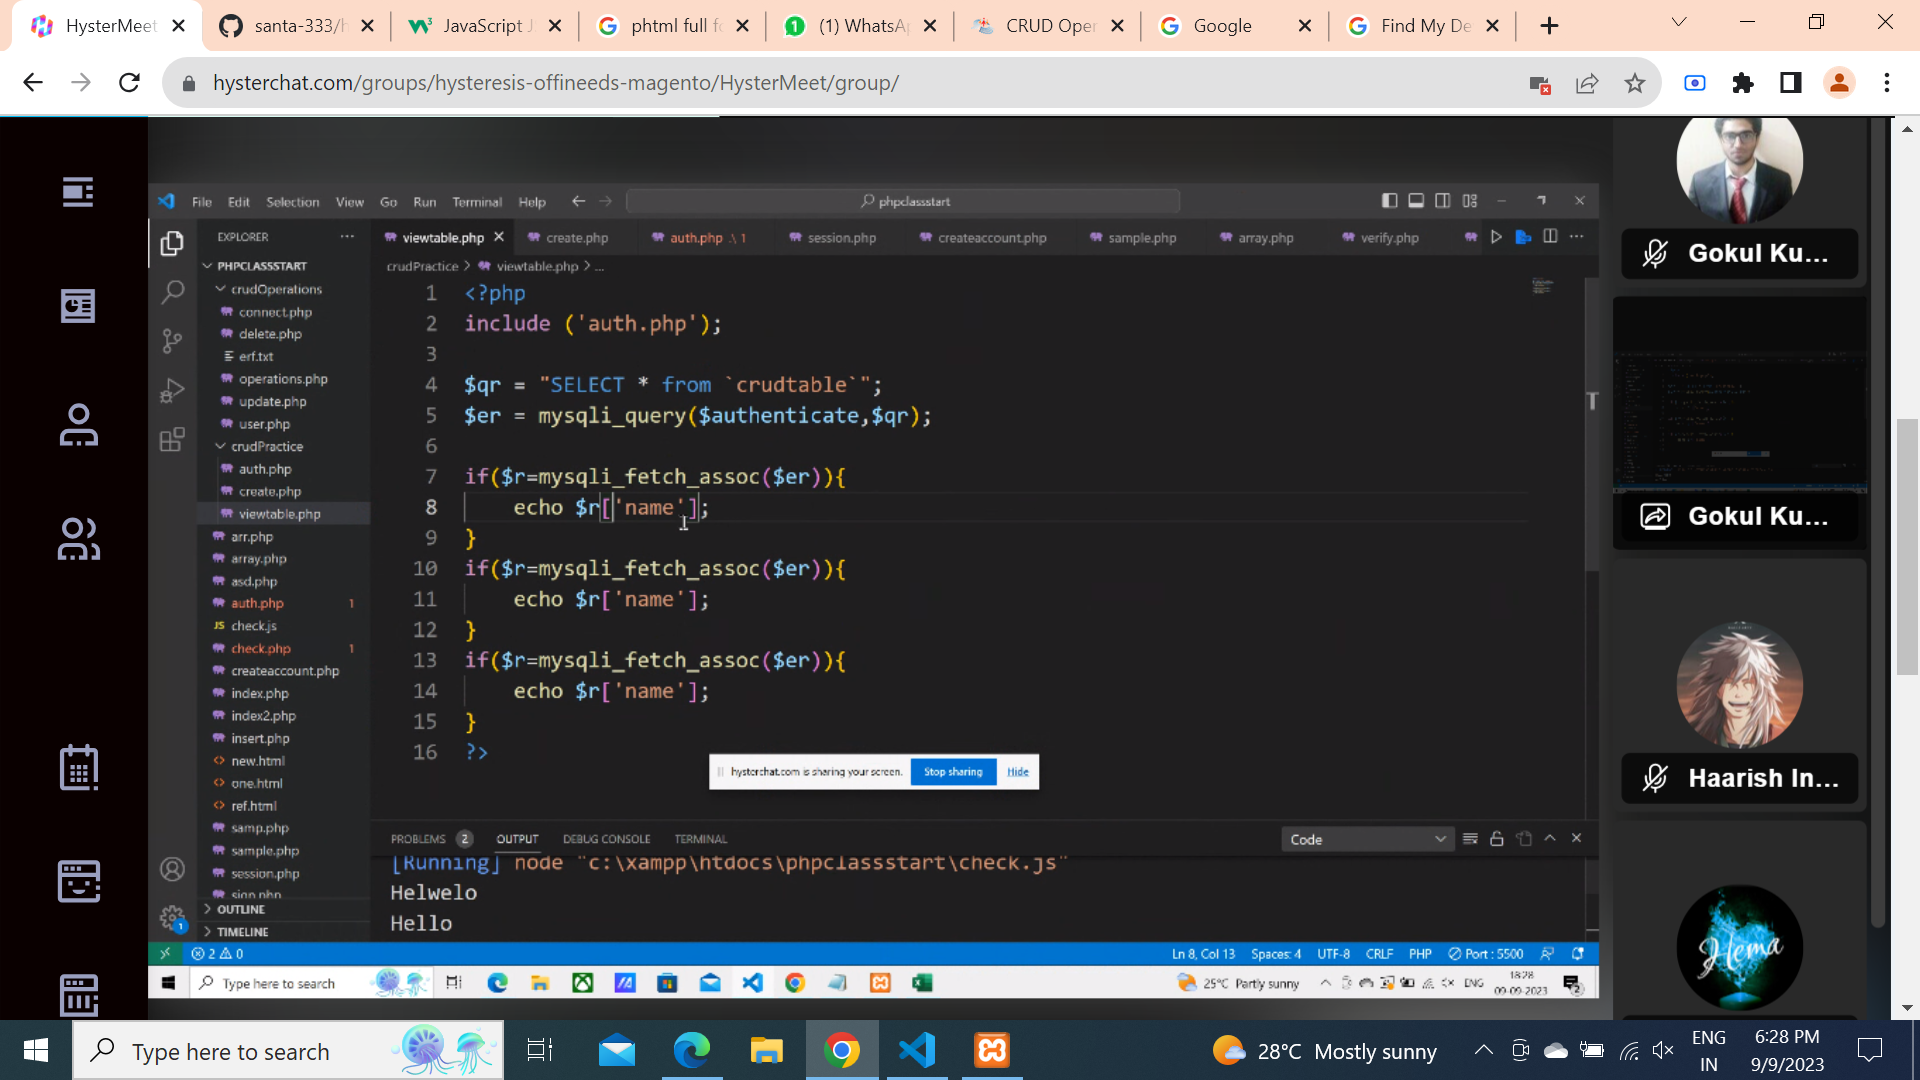 HysterMeet
santa-333/h
JavaScript J
phtml full fo
(1) WhatsAp
CRUD Oper
Google
Find My De
hysterchat.com/groups/hysteresis-offineeds-magento/HysterMeet/group/
File Edit Selection View Go Run Terminal Help
phpclassstart
EXPLORER
viewtable.php
create.php
auth.php .\ 1
session.php
createaccount.php
sample.php
array.php
verify.php
PHPCLASSSTART
crudOperations
connect.php
delete.php
erf.txt
operations.php
update.php
user.php
crudPractice
auth.php
create.php
viewtable.php
arr.php
array.php
asd.php
auth.php 1
JS check.js
check.php 1
createaccount.php
index.php
index2.php
insert.php
new.html
one.html
ref.html
samp.php
sample.php
session.php
sign.php
OUTLINE
TIMELINE
crudPractice > viewtable.php > ...
1 <?php
2 include ('auth.php');
3
4 $qr = "SELECT * from `crudtable`";
5 $er = mysqli_query($authenticate,$qr);
6
7 if($r=mysqli_fetch_assoc($er)){
8 echo $r['name'];
9 }
10 if($r=mysqli_fetch_assoc($er)){
11 echo $r['name'];
12 }
13 if($r=mysqli_fetch_assoc($er)){
14 echo $r['name'];
15 }
16 ?>
hysterchat.com is sharing your screen. Stop sharing Hide
PROBLEMS 2 OUTPUT DEBUG CONSOLE TERMINAL
Code
[Running] node "c:\xampp\htdocs\phpclassstart\check.js"
Helwelo
Hello
2 0
Ln 8, Col 13 Spaces: 4 UTF-8 CRLF PHP Port : 5500
Type here to search
25°C Partly sunny
ENG
18:28
09-09-2023
2
Gokul Ku...
Gokul Ku...
Haarish In...
Hema
Type here to search
28°C Mostly sunny
ENG
IN
6:28 PM
9/9/2023